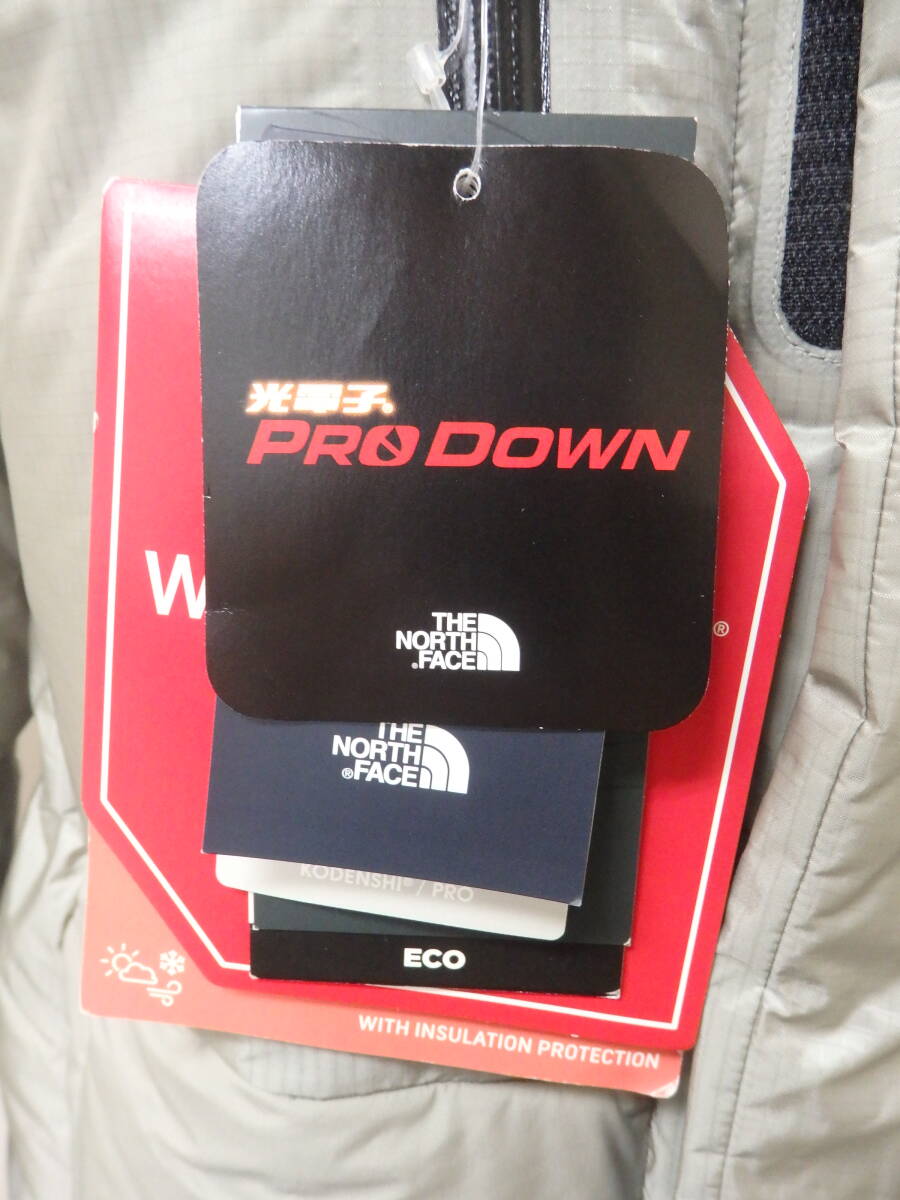 光電子®
PRO DOWN
THE
NORTH
FACE
W
®
THE
NORTH
®FACE
KODENSHI® / PRO
ECO
WITH INSULATION PROTECTION